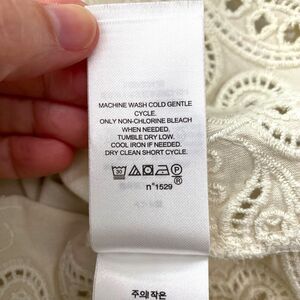 MACHINE WASH COLD GENTLE
CYCLE.
ONLY NON-CHLORINE BLEACH
WHEN NEEDED.
TUMBLE DRY LOW.
COOL IRON IF NEEDED.
DRY CLEAN SHORT CYCLE.
30 P
n°1529
주의!작은